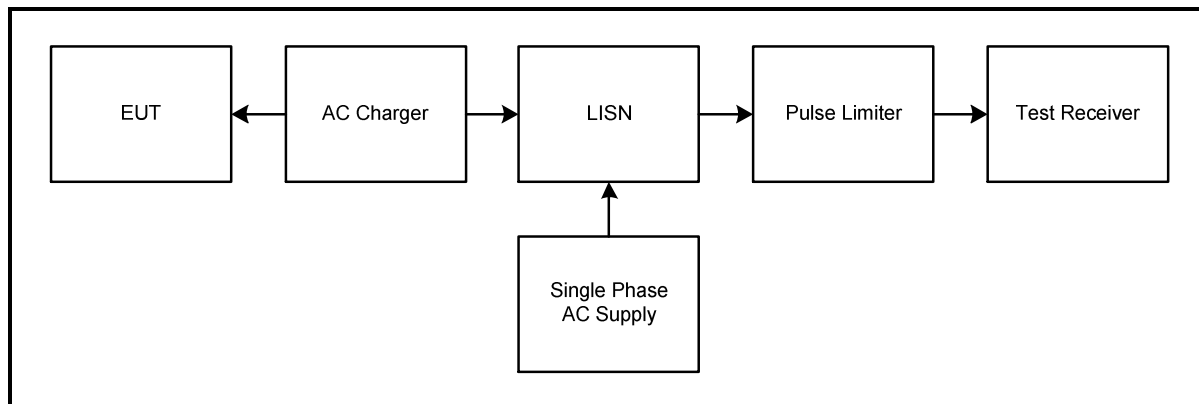 EUT
AC Charger
LISN
Pulse Limiter
Test Receiver
Single Phase
AC Supply